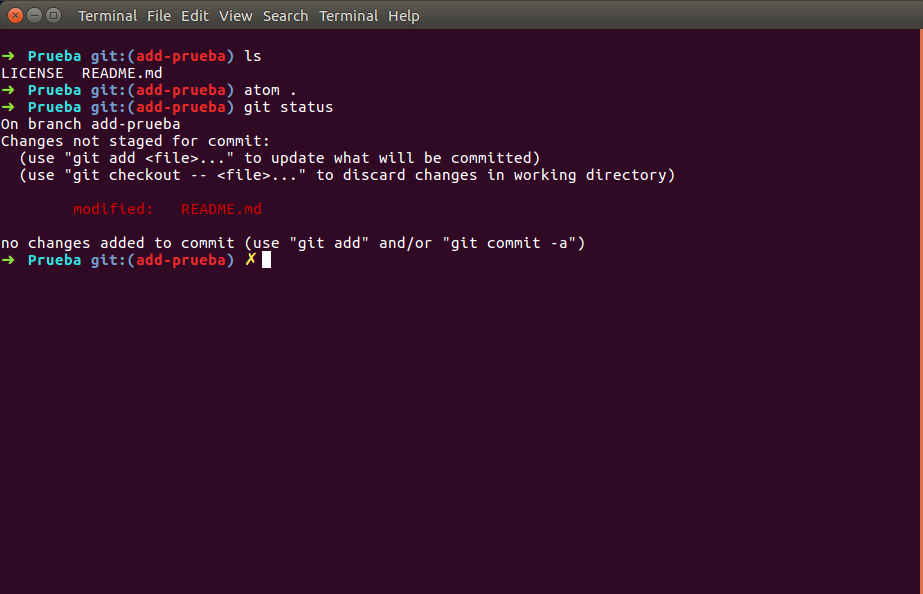 Terminal File Edit View Search Terminal Help
➜  Prueba git:(add-prueba) ls
LICENSE  README.md
➜  Prueba git:(add-prueba) atom .
➜  Prueba git:(add-prueba) git status
On branch add-prueba
Changes not staged for commit:
  (use "git add <file>..." to update what will be committed)
  (use "git checkout -- <file>..." to discard changes in working directory)
        modified:   README.md
no changes added to commit (use "git add" and/or "git commit -a")
➜  Prueba git:(add-prueba) ✗